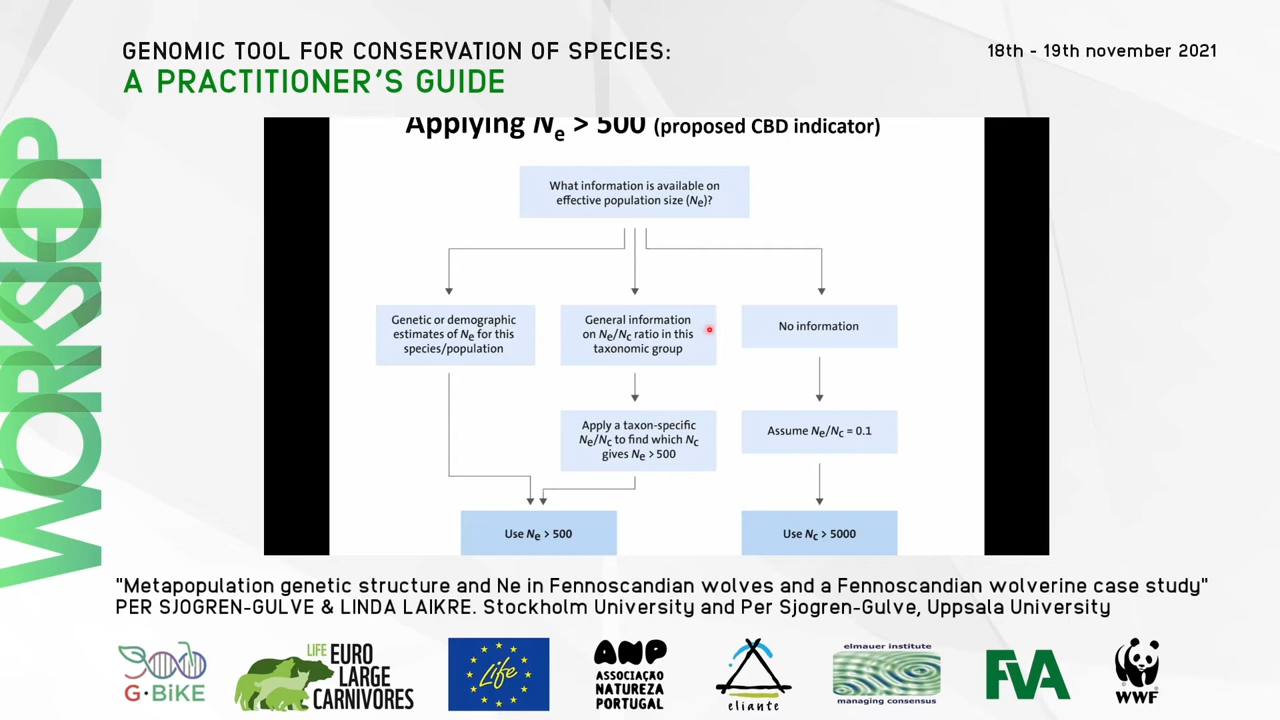 GENOMIC TOOL FOR CONSERVATION OF SPECIES:
A PRACTITIONER'S GUIDE
18th - 19th november 2021
WORKSHOP
Applying Ne > 500 (proposed CBD indicator)
What information is available on
effective population size (Ne)?
Genetic or demographic
estimates of Ne for this
species/population
General information
on Ne/Nc ratio in this
taxonomic group
No information
Apply a taxon-specific
Ne/Nc to find which Nc
gives Ne > 500
Assume Ne/Nc = 0.1
Use Ne > 500
Use Nc > 5000
"Metapopulation genetic structure and Ne in Fennoscandian wolves and a Fennoscandian wolverine case study"
PER SJOGREN-GULVE & LINDA LAIKRE. Stockholm University and Per Sjogren-Gulve, Uppsala University
G·BiKE
LIFE EURO
LARGE
CARNIVORES
Life
ANP
ASSOCIAÇÃO
NATUREZA
PORTUGAL
eliante
elmauer institute
managing consensus
FVA
WWF